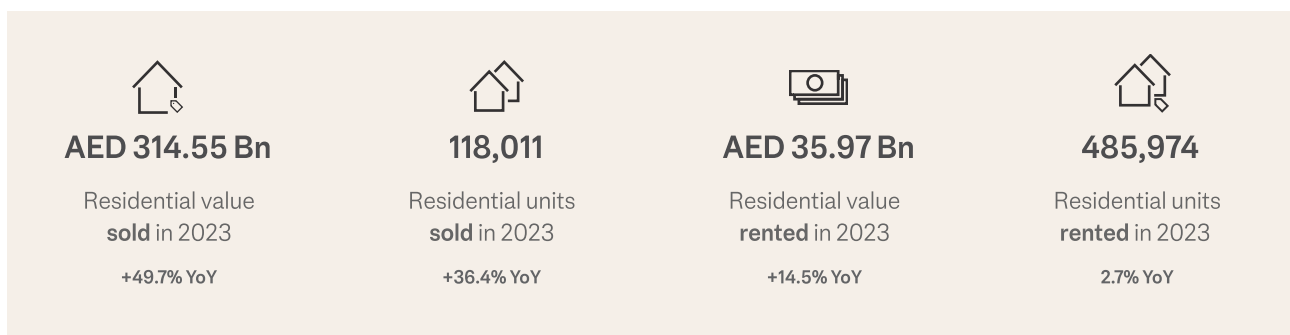 AED 314.55 Bn
Residential value
sold in 2023
+49.7% YoY
118,011
Residential units
sold in 2023
+36.4% YoY
AED 35.97 Bn
Residential value
rented in 2023
+14.5% YoY
485,974
Residential units
rented in 2023
2.7% YoY